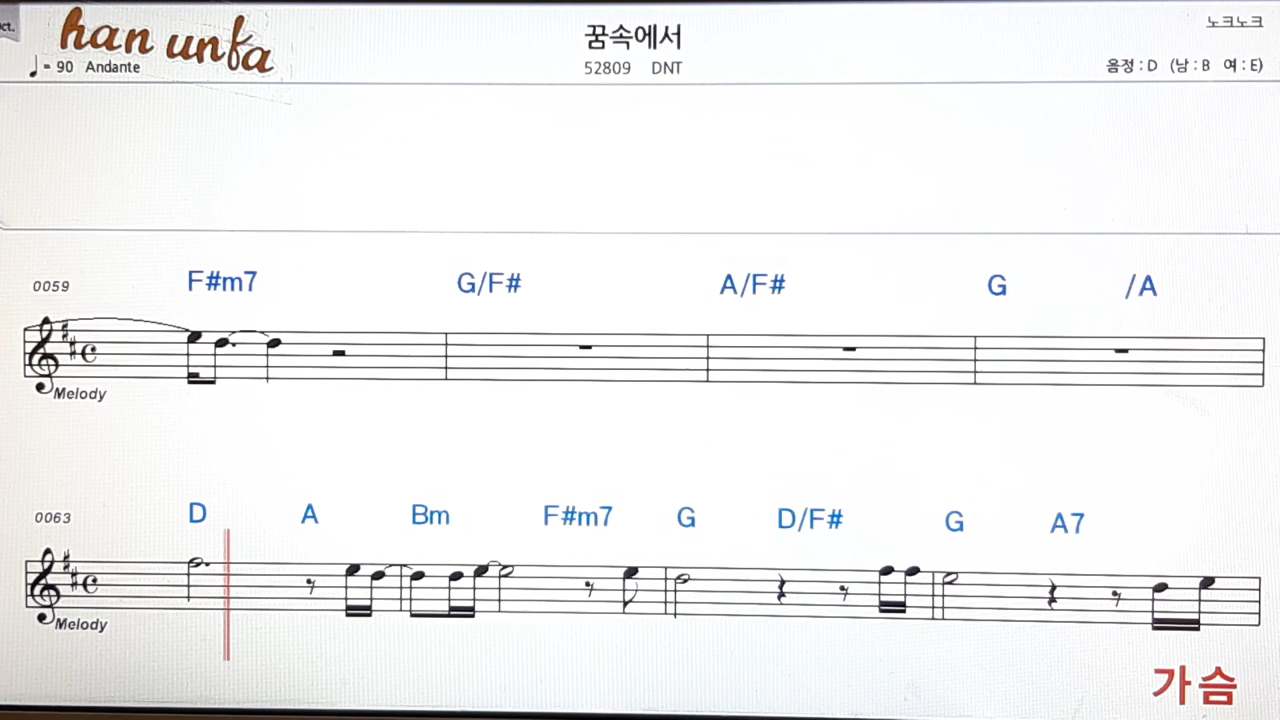 ct.
han unfa
꿈속에서
노크노크
= 90 Andante
52809 DNT
음정 : D (남 : B 여 : E)
0059
F#m7 G/F# A/F# G /A
Melody
0063
D A Bm F#m7 G D/F# G A7
Melody
가슴